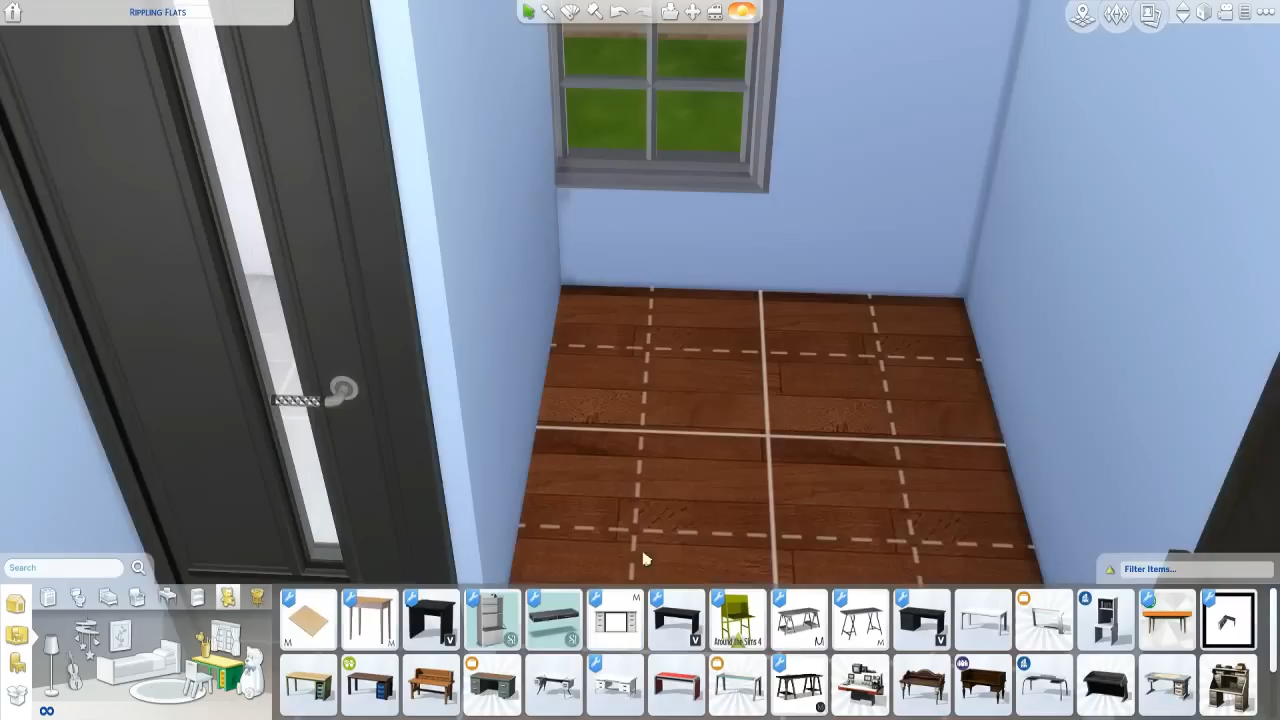 RIPPLING FLATS
Search
Filter Items...
M
M
V
M
V
Around the Sims 4
M
M
V